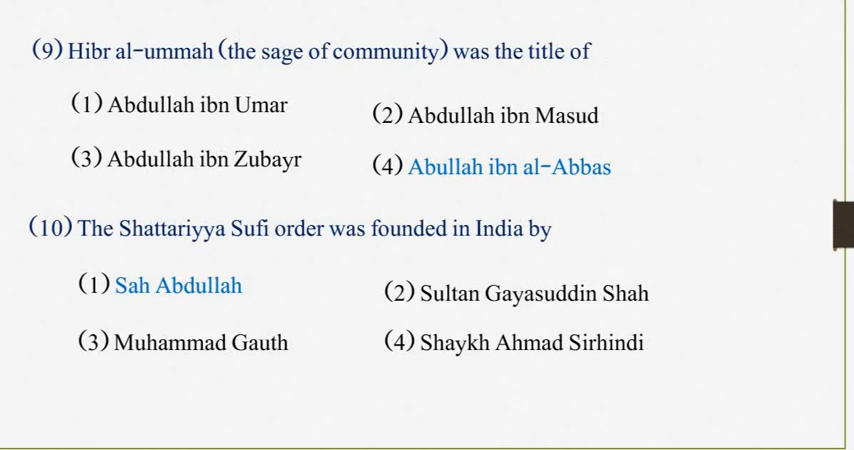 (9) Hibr al-ummah (the sage of community) was the title of
(1) Abdullah ibn Umar
(2) Abdullah ibn Masud
(3) Abdullah ibn Zubayr
(4) Abullah ibn al-Abbas
(10) The Shattariyya Sufi order was founded in India by
(1) Sah Abdullah
(2) Sultan Gayasuddin Shah
(3) Muhammad Gauth
(4) Shaykh Ahmad Sirhindi